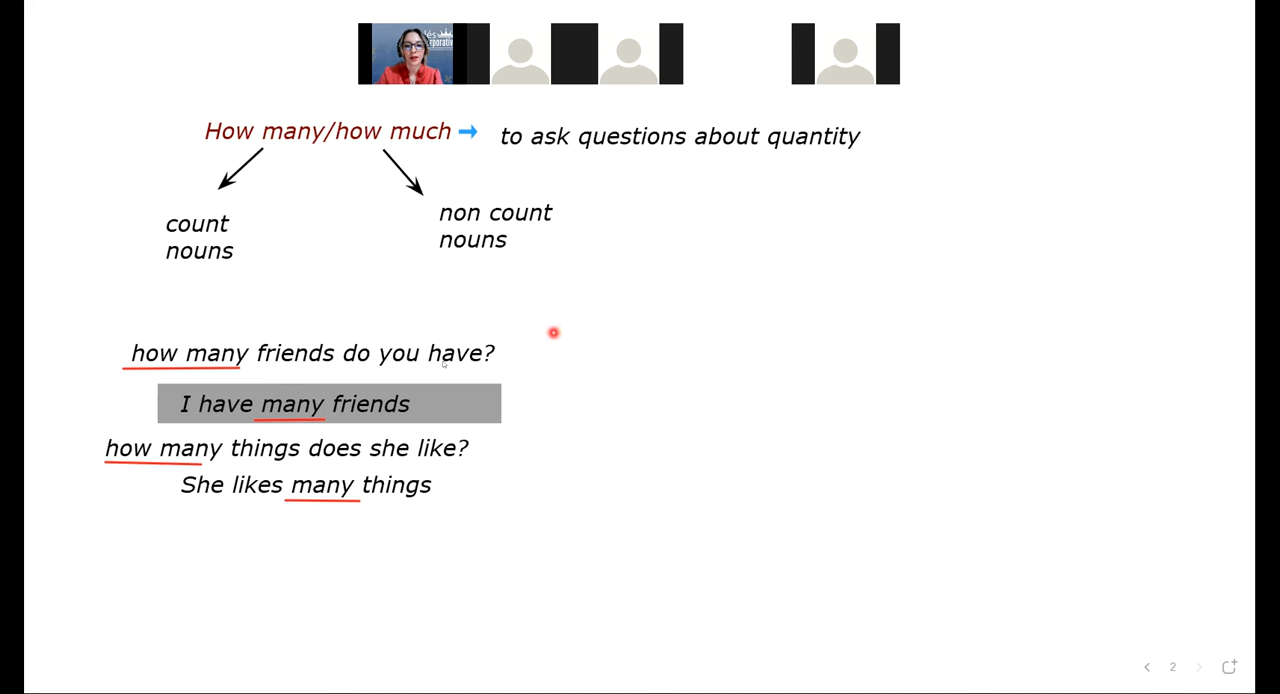 How many/how much
to ask questions about quantity
count
nouns
non count
nouns
how many friends do you have?
I have many friends
how many things does she like?
She likes many things
2